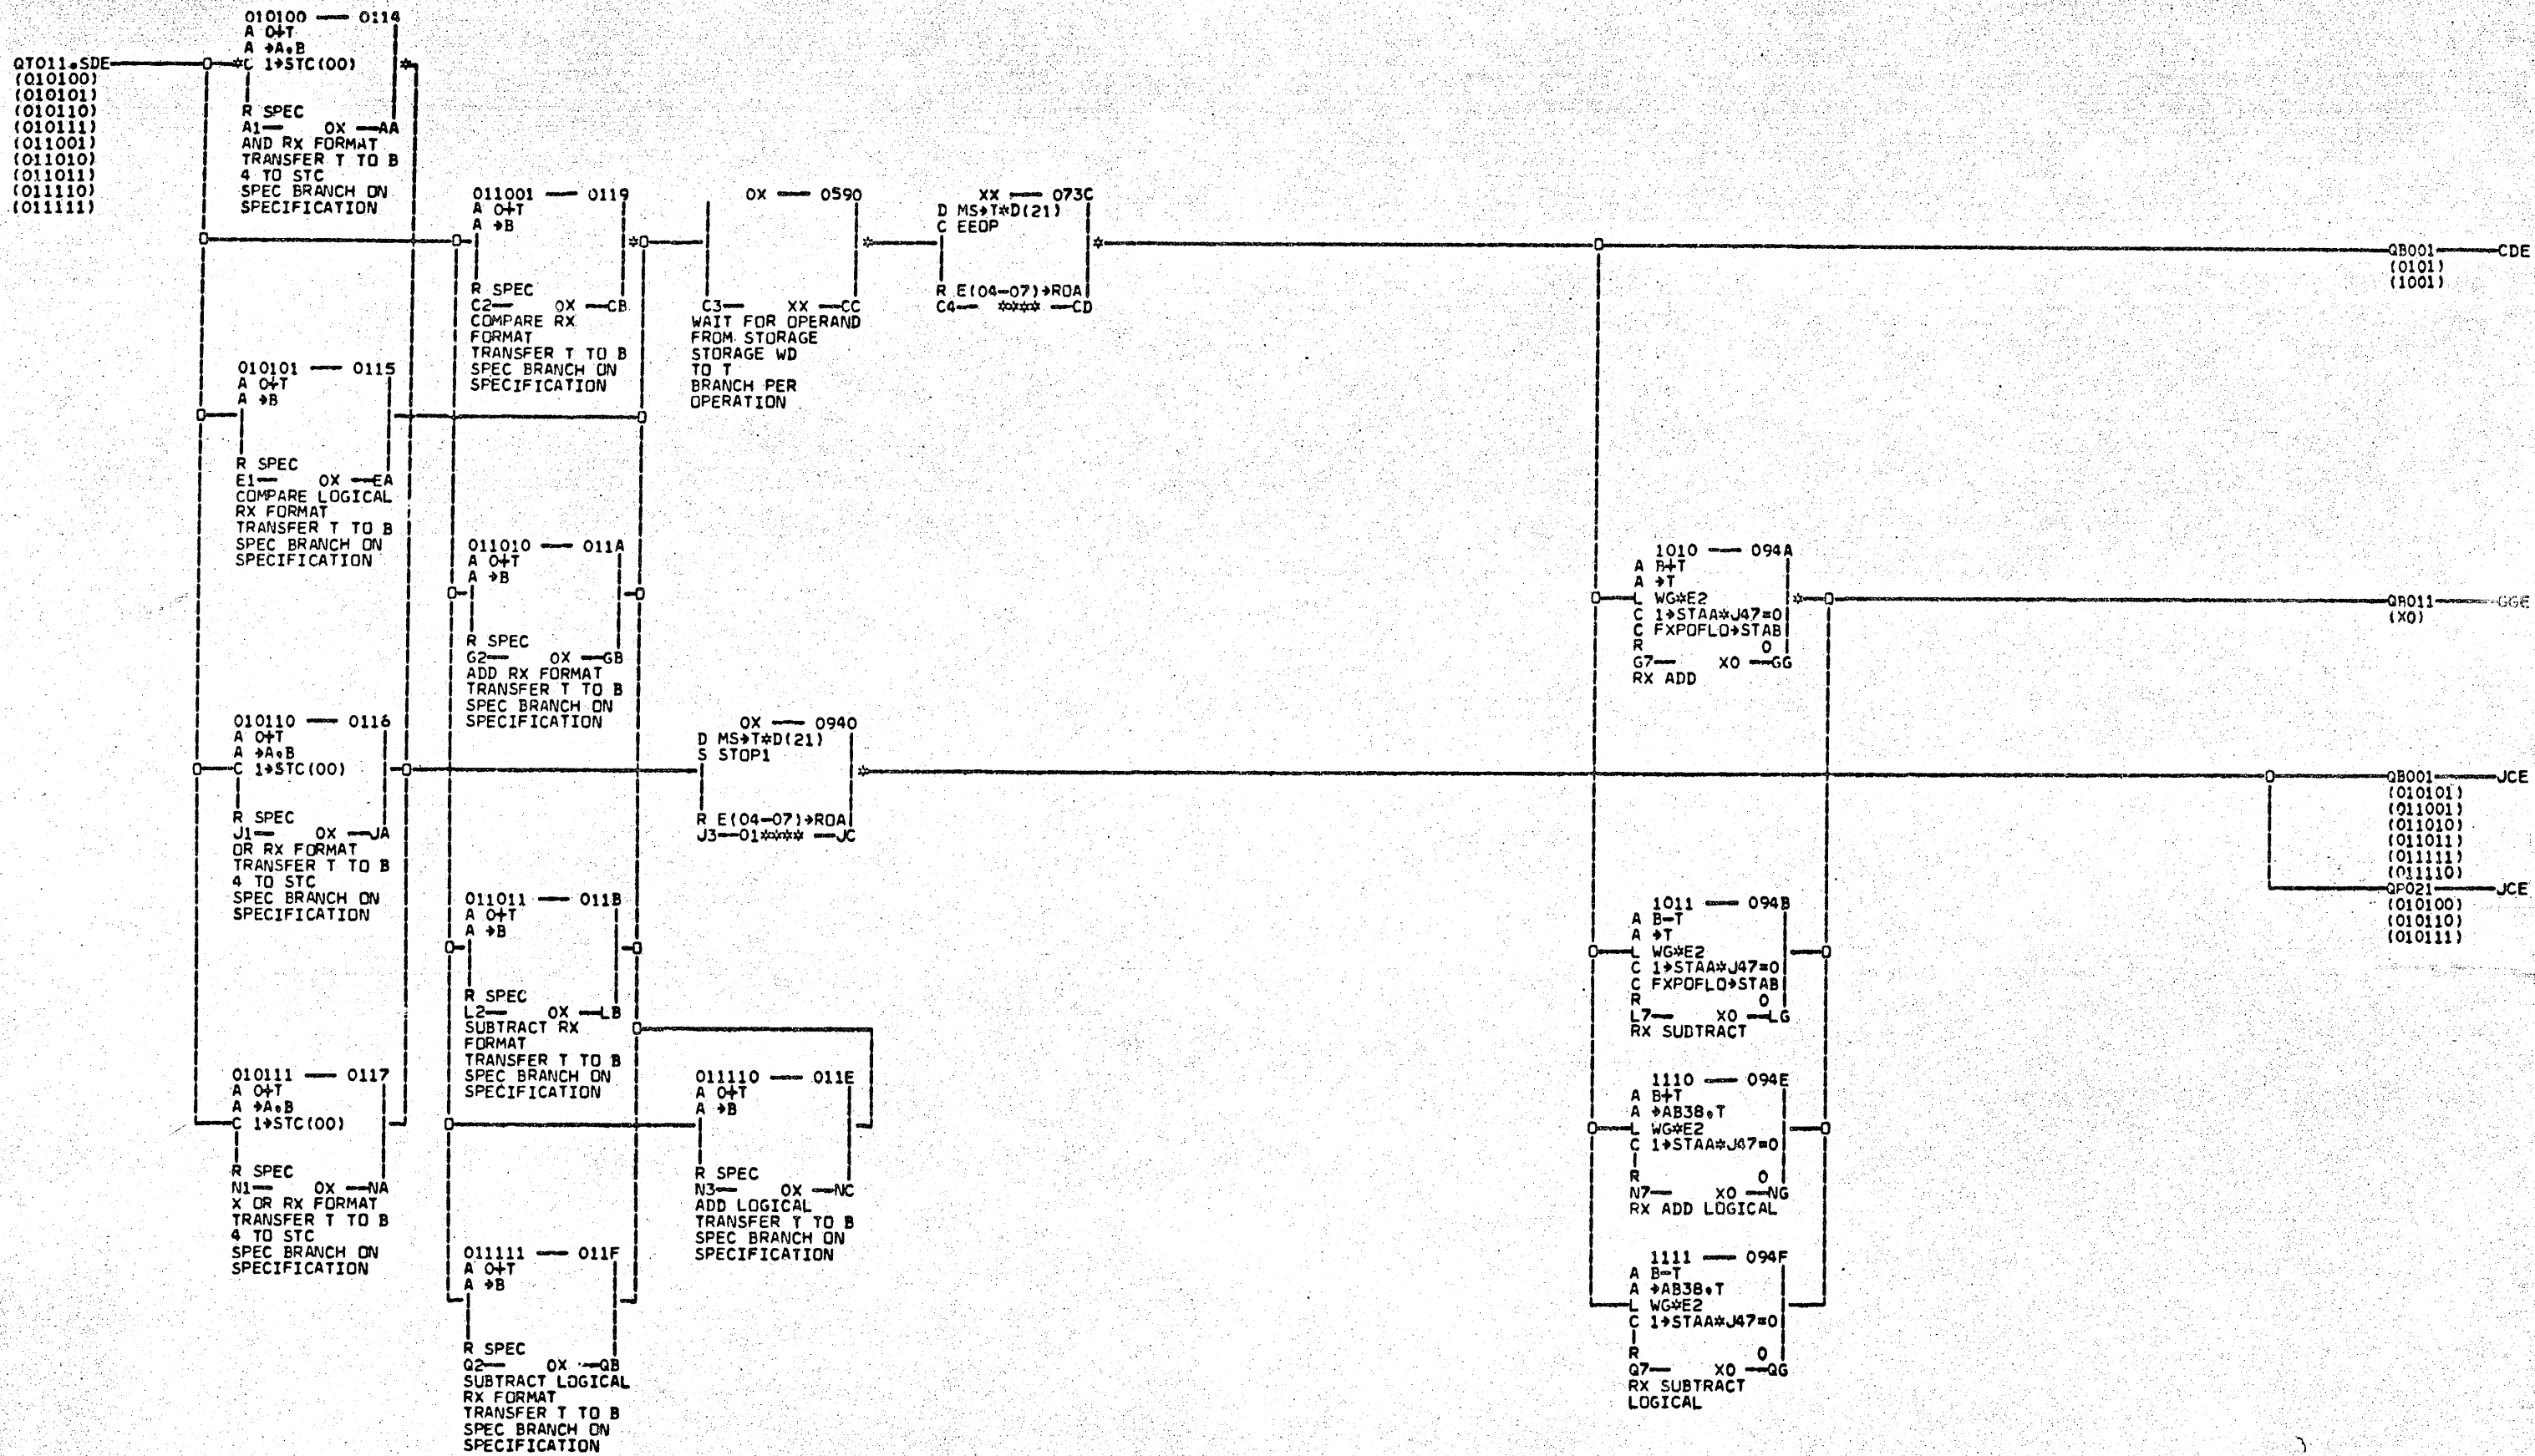 QT011.SDE
(010100)
(010101)
(010110)
(010111)
(011001)
(011010)
(011011)
(011110)
(011111)
010100 — 0114
A 0+T
A →A,B
*C 1→STC(00) *
R SPEC
A1— 0X —AA
AND RX FORMAT
TRANSFER T TO B
4 TO STC
SPEC BRANCH ON
SPECIFICATION
010101 — 0115
A 0+T
A →B
R SPEC
E1— 0X —EA
COMPARE LOGICAL
RX FORMAT
TRANSFER T TO B
SPEC BRANCH ON
SPECIFICATION
010110 — 0116
A 0+T
A →A,B
C 1→STC(00)
R SPEC
J1— 0X —JA
OR RX FORMAT
TRANSFER T TO B
4 TO STC
SPEC BRANCH ON
SPECIFICATION
010111 — 0117
A 0+T
A →A,B
C 1→STC(00)
R SPEC
N1— 0X —NA
X OR RX FORMAT
TRANSFER T TO B
4 TO STC
SPEC BRANCH ON
SPECIFICATION
011001 — 0119
A 0+T
A →B
*
R SPEC
C2— 0X —CB
COMPARE RX
FORMAT
TRANSFER T TO B
SPEC BRANCH ON
SPECIFICATION
011010 — 011A
A 0+T
A →B
R SPEC
G2— 0X —GB
ADD RX FORMAT
TRANSFER T TO B
SPEC BRANCH ON
SPECIFICATION
011011 — 011B
A 0+T
A →B
R SPEC
L2— 0X —LB
SUBTRACT RX
FORMAT
TRANSFER T TO B
SPEC BRANCH ON
SPECIFICATION
011111 — 011F
A 0+T
A →B
R SPEC
Q2— 0X —QB
SUBTRACT LOGICAL
RX FORMAT
TRANSFER T TO B
SPEC BRANCH ON
SPECIFICATION
0X — 0590
*
C3— XX —CC
WAIT FOR OPERAND
FROM STORAGE
STORAGE WD
TO T
BRANCH PER
OPERATION
0X — 0940
D MS→T*D(21)
S STOP1
*
R E(04-07)→ROA
J3—01**** —JC
011110 — 011E
A 0+T
A →B
R SPEC
N3— 0X —NC
ADD LOGICAL
TRANSFER T TO B
SPEC BRANCH ON
SPECIFICATION
XX — 073C
D MS→T*D(21)
C EEOP
*
R E(04-07)→ROA
C4— **** —CD
1010 — 094A
A B+T
A →T
L WG*E2 *
C 1→STAA*J47=0
C FXPOFLO→STAB
R 0
G7— X0 —GG
RX ADD
1011 — 094B
A B-T
A →T
L WG*E2
C 1→STAA*J47=0
C FXPOFLO→STAB
R 0
L7— X0 —LG
RX SUBTRACT
1110 — 094E
A B+T
A →AB38,T
L WG*E2
C 1→STAA*J47=0
R 0
N7— X0 —NG
RX ADD LOGICAL
1111 — 094F
A B-T
A →AB38,T
L WG*E2
C 1→STAA*J47=0
R 0
Q7— X0 —QG
RX SUBTRACT
LOGICAL
QB001 —CDE
(0101)
(1001)
QB011 —GGE
(X0)
QB001 —JCE
(010101)
(011001)
(011010)
(011011)
(011111)
(011110)
QP021 —JCE
(010100)
(010110)
(010111)